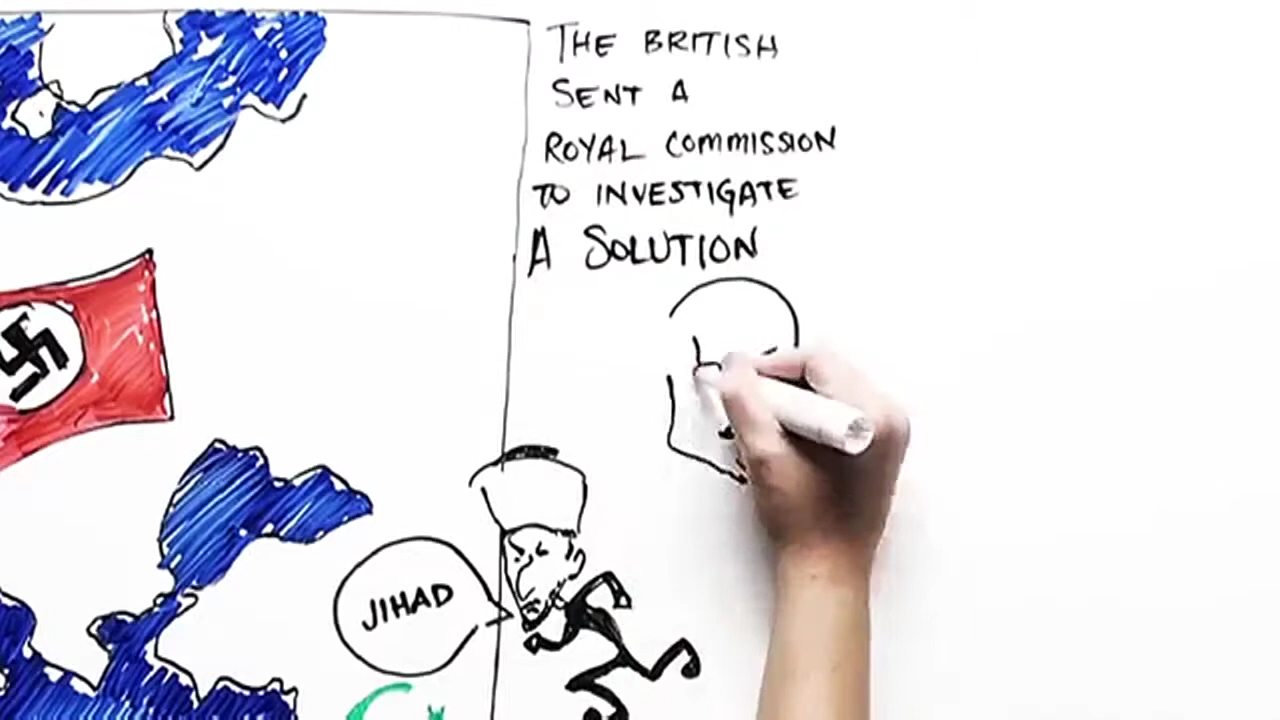 THE BRITISH
SENT A
ROYAL COMMISSION
TO INVESTIGATE
A SOLUTION
JIHAD